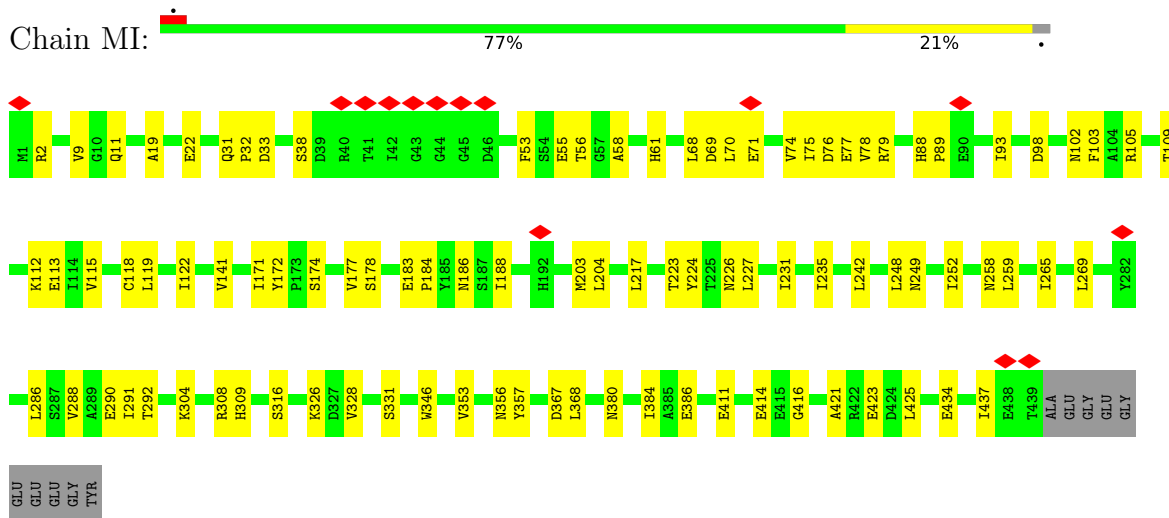 Chain MI:
77% 21%
M1 R2 V9 G10 Q11 A19 E22 Q31 P32 D33 S38 D39 R40 T41 I42 G43 G44 G45 D46 F53 S54 E55 T56 G57 A58 H61 L68 D69 L70 E71 V74 I75 D76 E77 V78 R79 H88 P89 E90 I93 D98 N102 F103 A104 R105 T109
K112 E113 I114 V115 C118 L119 I122 V141 I171 Y172 P173 S174 V177 S178 E183 P184 Y185 N186 S187 I188 H192 M203 L204 L217 T223 Y224 T225 N226 L227 I231 I235 L242 L248 N249 I252 N258 L259 I265 L269 Y282
L286 S287 V288 A289 E290 I291 T292 K304 R308 H309 S316 K326 D327 V328 S331 W346 V353 N356 Y357 D367 L368 N380 I384 A385 E386 E411 E414 E415 G416 A421 R422 E423 D424 L425 E434 I437 E438 T439 ALA GLU GLY GLU GLY
GLU GLU GLU GLY TYR